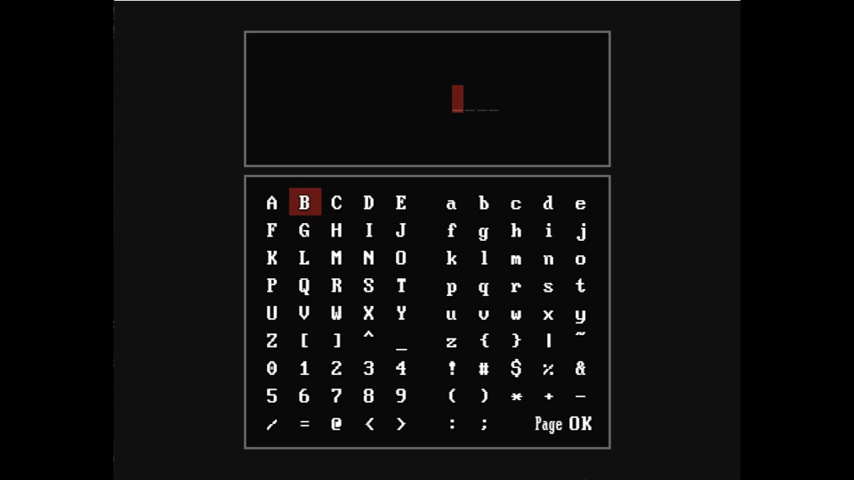 A B C D E a b c d e
F G H I J f g h i j
K L M N O k l m n o
P Q R S T p q r s t
U V W X Y u v w x y
Z [ ] ^ _ z { } | ~
0 1 2 3 4 ! # $ % &
5 6 7 8 9 ( ) * + -
/ = @ < > : ; Page OK